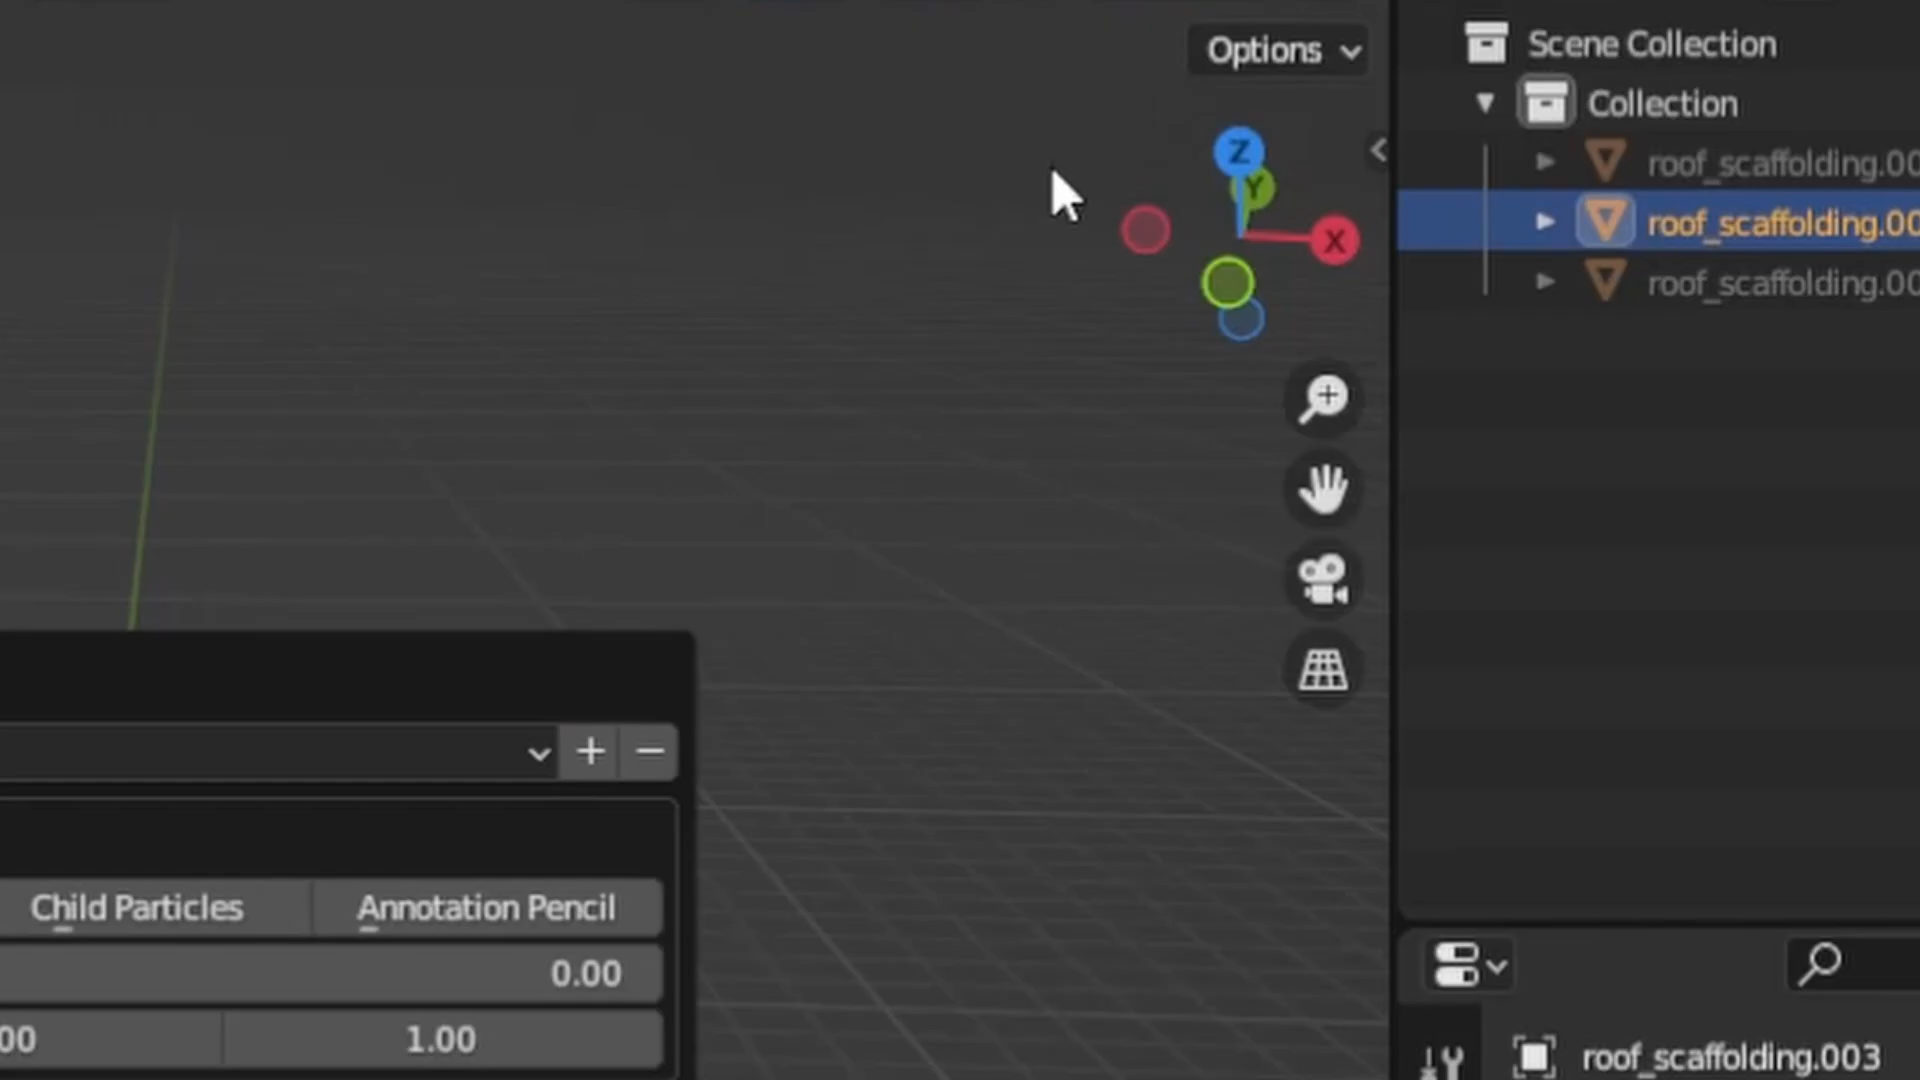 Options
Scene Collection
Collection
roof_scaffolding.00
roof_scaffolding.00
roof_scaffolding.00
Z
Y
X
Child Particles
Annotation Pencil
0.00
00
1.00
roof_scaffolding.003